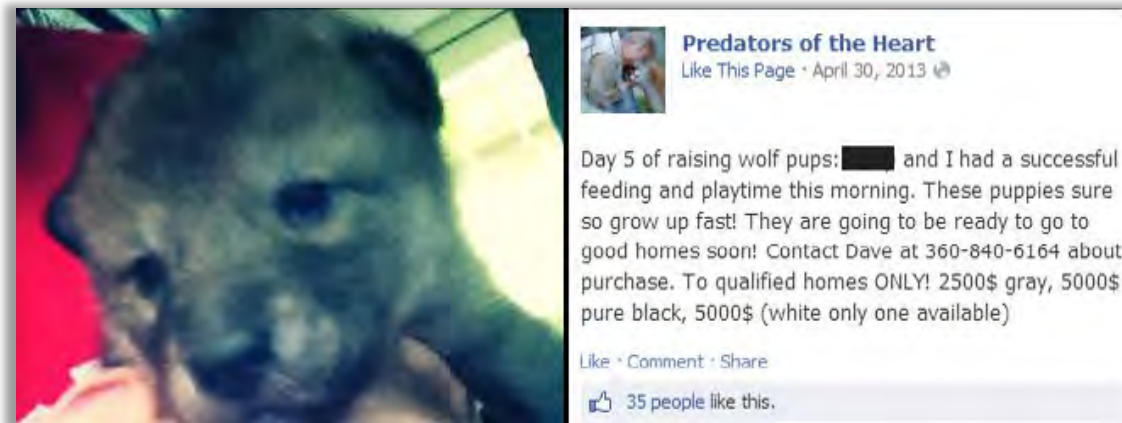 Predators of the Heart
Like This Page · April 30, 2013
Day 5 of raising wolf pups: and I had a successful
feeding and playtime this morning. These puppies sure
so grow up fast! They are going to be ready to go to
good homes soon! Contact Dave at 360-840-6164 about
purchase. To qualified homes ONLY! 2500$ gray, 5000$
pure black, 5000$ (white only one available)
Like · Comment · Share
35 people like this.